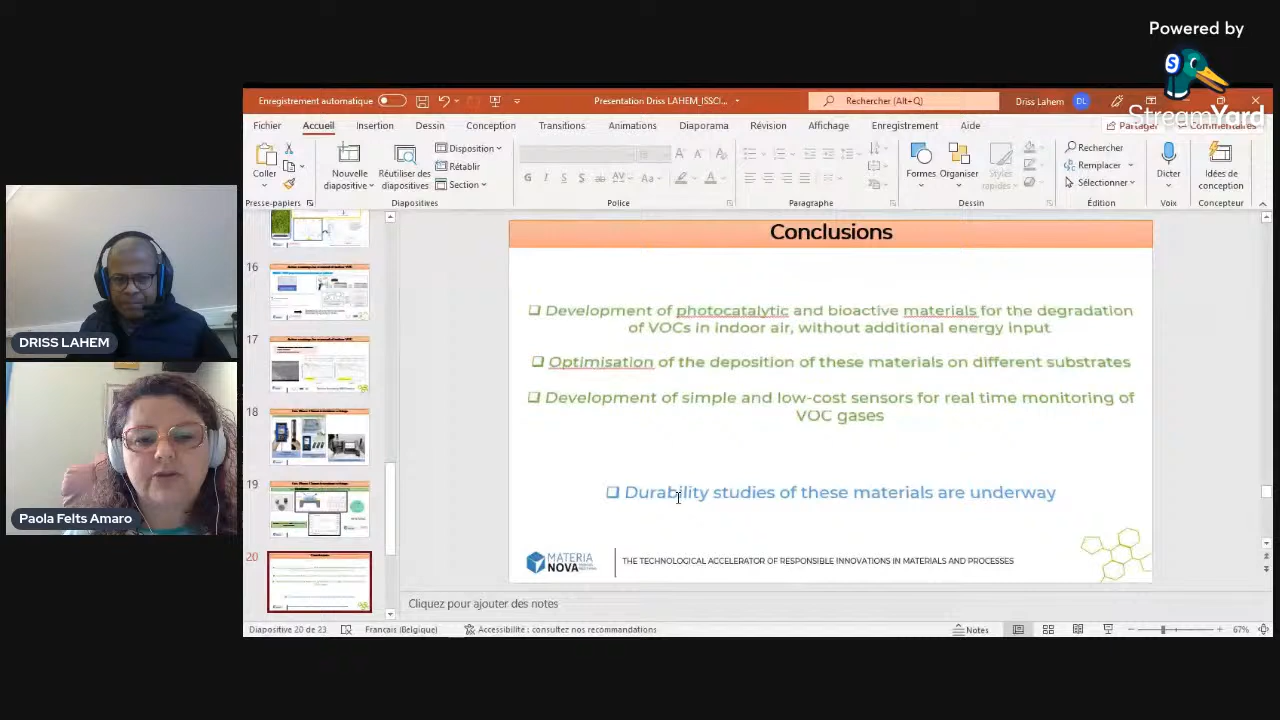 Powered by
StreamYard
Enregistrement automatique
Presentation Driss LAHEM_ISSCI...
Rechercher (Alt+Q)
Driss Lahem
DL
Fichier
Accueil
Insertion
Dessin
Conception
Transitions
Animations
Diaporama
Révision
Affichage
Enregistrement
Aide
Partager
Commentaires
Coller
Nouvelle
diapositive
Réutiliser des
diapositives
Disposition
Rétablir
Section
Formes
Organiser
Styles
rapides
Rechercher
Remplacer
Sélectionner
Dicter
Idées de
conception
Presse-papiers
Diapositives
Police
Paragraphe
Dessin
Édition
Voix
Concepteur
16
17
18
19
20
Conclusions
Development of photocatalytic and bioactive materials for the degradation
of VOCs in indoor air, without additional energy input
Optimisation of the deposition of these materials on different substrates
Development of simple and low-cost sensors for real time monitoring of
VOC gases
Durability studies of these materials are underway
MATERIA
NOVA
THE TECHNOLOGICAL ACCELERATOR OF RESPONSIBLE INNOVATIONS IN MATERIALS AND PROCESSES
Cliquez pour ajouter des notes
Diapositive 20 de 23
Français (Belgique)
Accessibilité : consultez nos recommandations
Notes
67%
DRISS LAHEM
Paola Felts Amaro